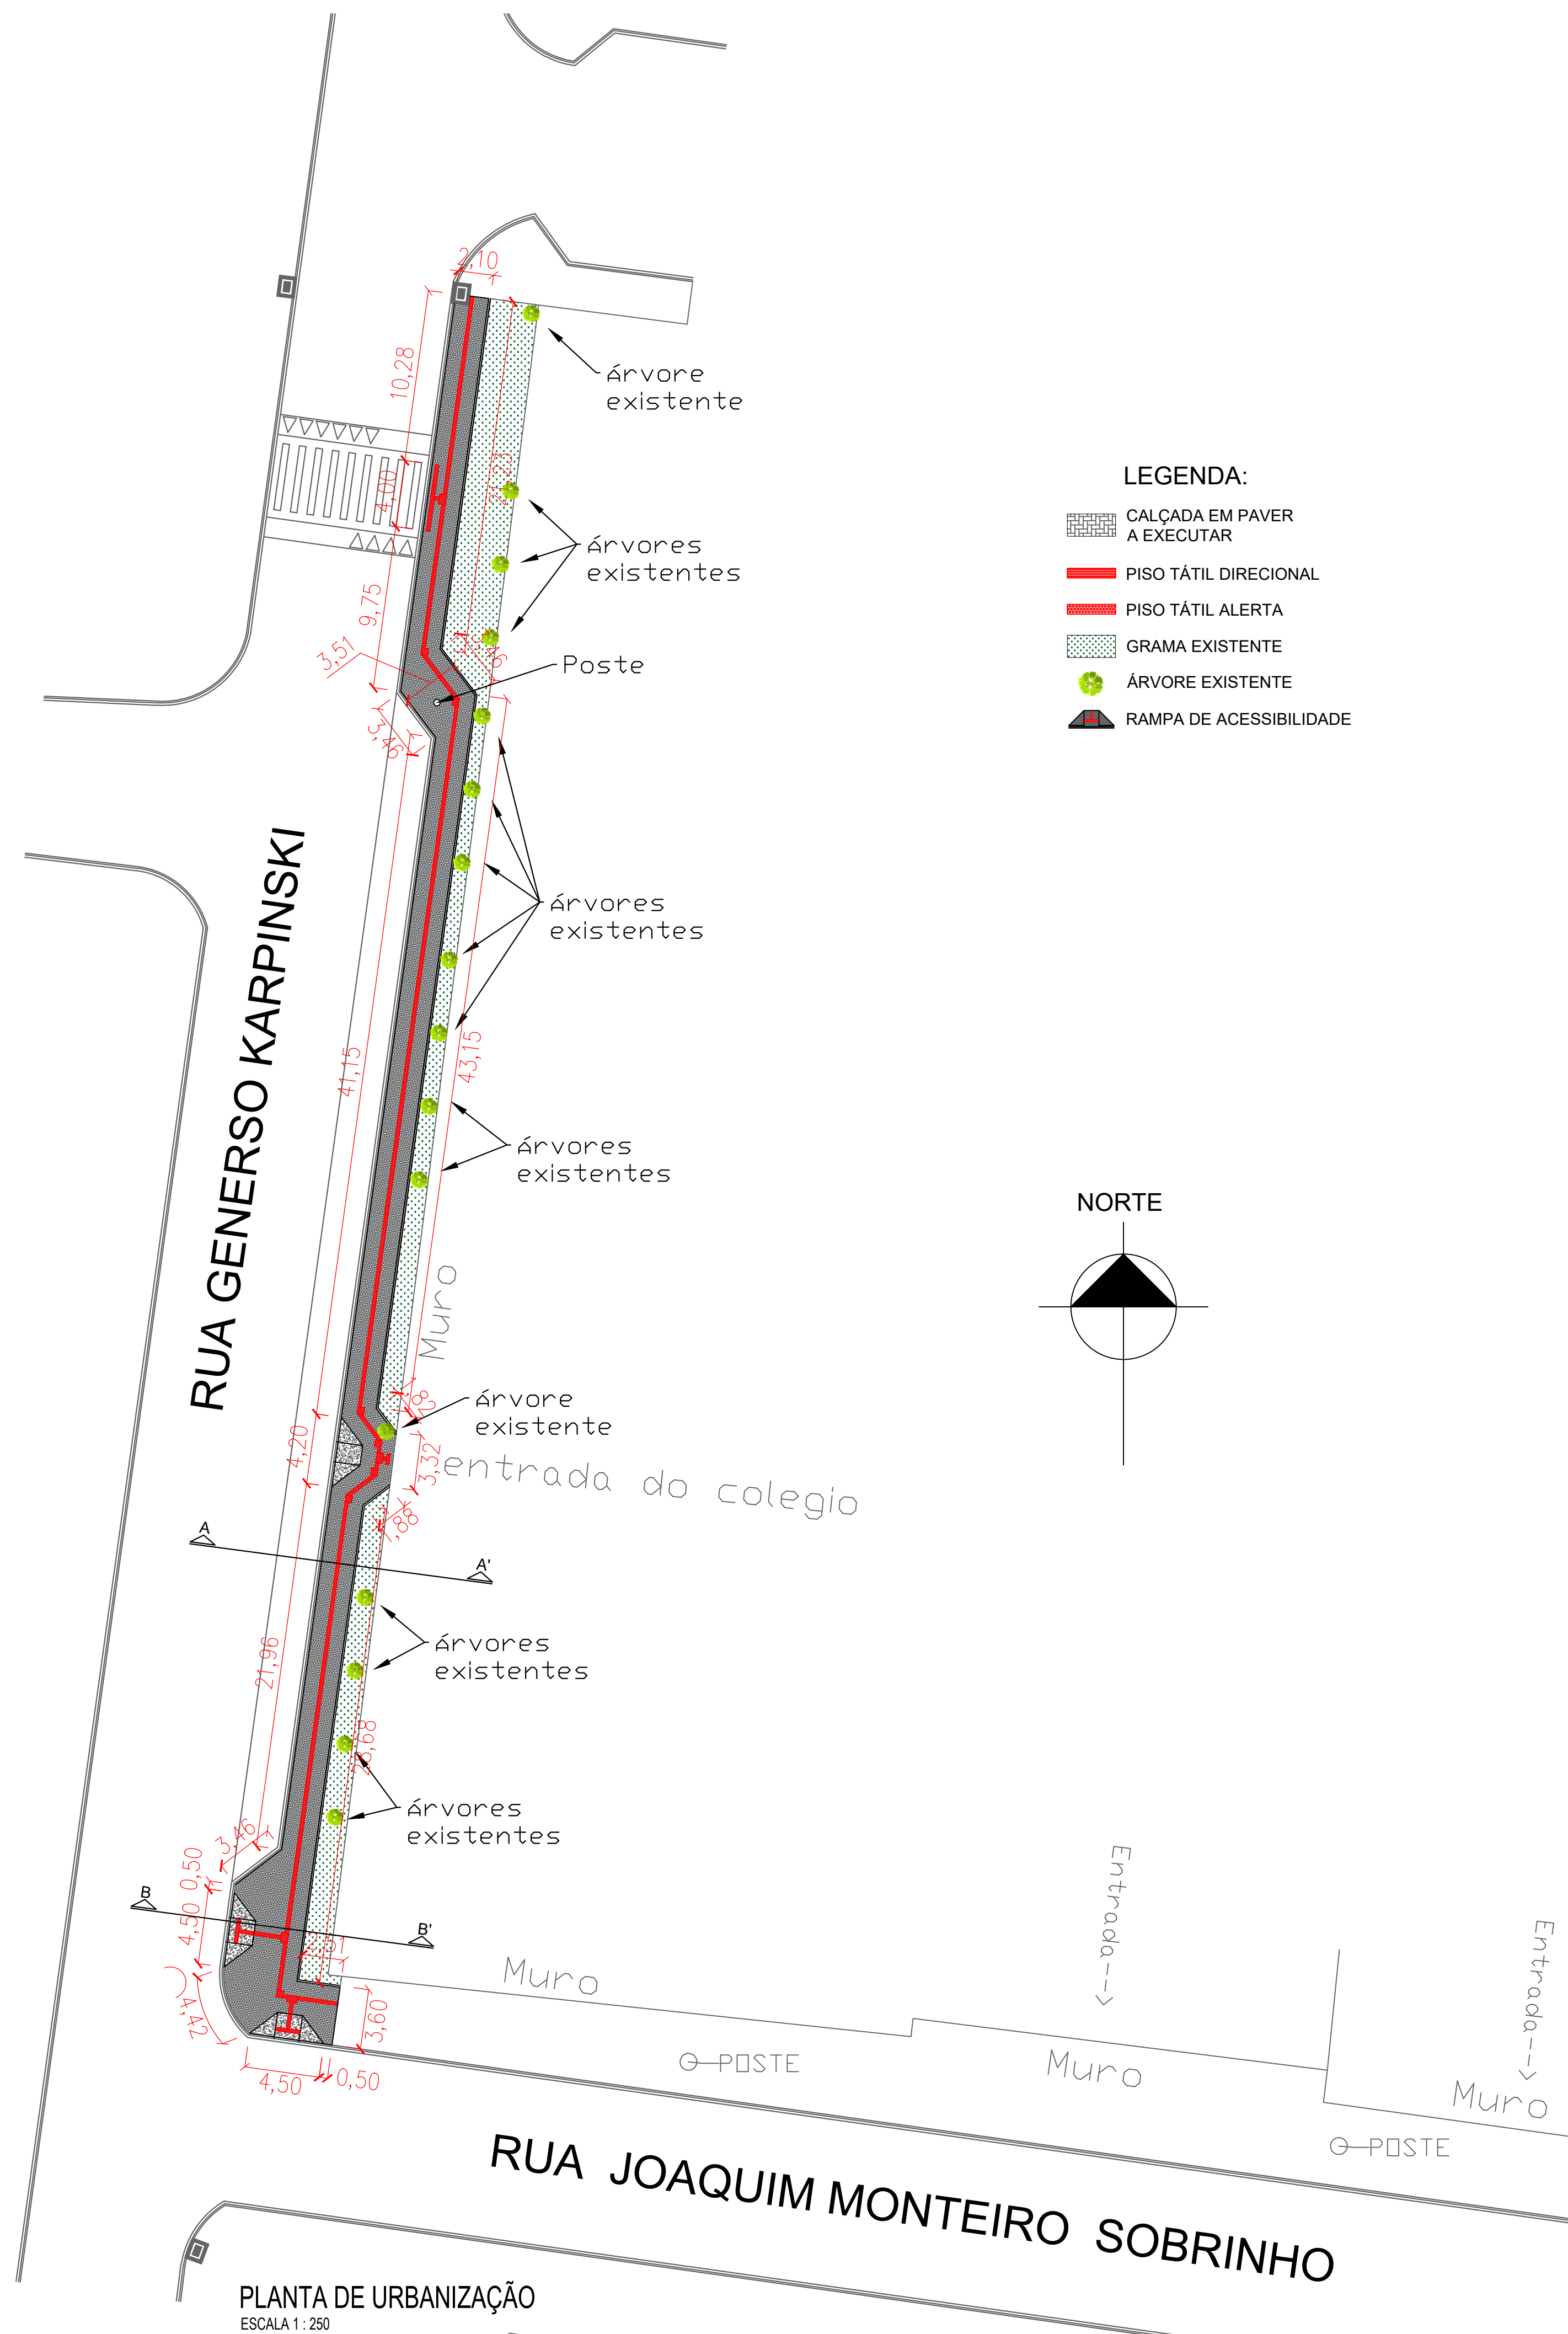 2,10
10,28
Árvore
existente
LEGENDA:
CALÇADA EM PAVER
A EXECUTAR
PISO TÁTIL DIRECIONAL
PISO TÁTIL ALERTA
GRAMA EXISTENTE
ÁRVORE EXISTENTE
RAMPA DE ACESSIBILIDADE
4,00
Árvores
existentes
9,75
3,51
Poste
3,46
RUA GENERSO KARPINSKI
Árvores
existentes
41,15
43,15
Árvores
existentes
NORTE
Muro
Árvore
existente
4,20
3,32
entrada do colegio
1,88
A
A'
21,96
Árvores
existentes
Árvores
existentes
3,46
0,50
4,50
B
B'
4,42
3,60
4,50
0,50
Muro
Entrada-->
Entrada-->
POSTE
Muro
Muro
POSTE
RUA JOAQUIM MONTEIRO SOBRINHO
PLANTA DE URBANIZAÇÃO
ESCALA 1 : 250